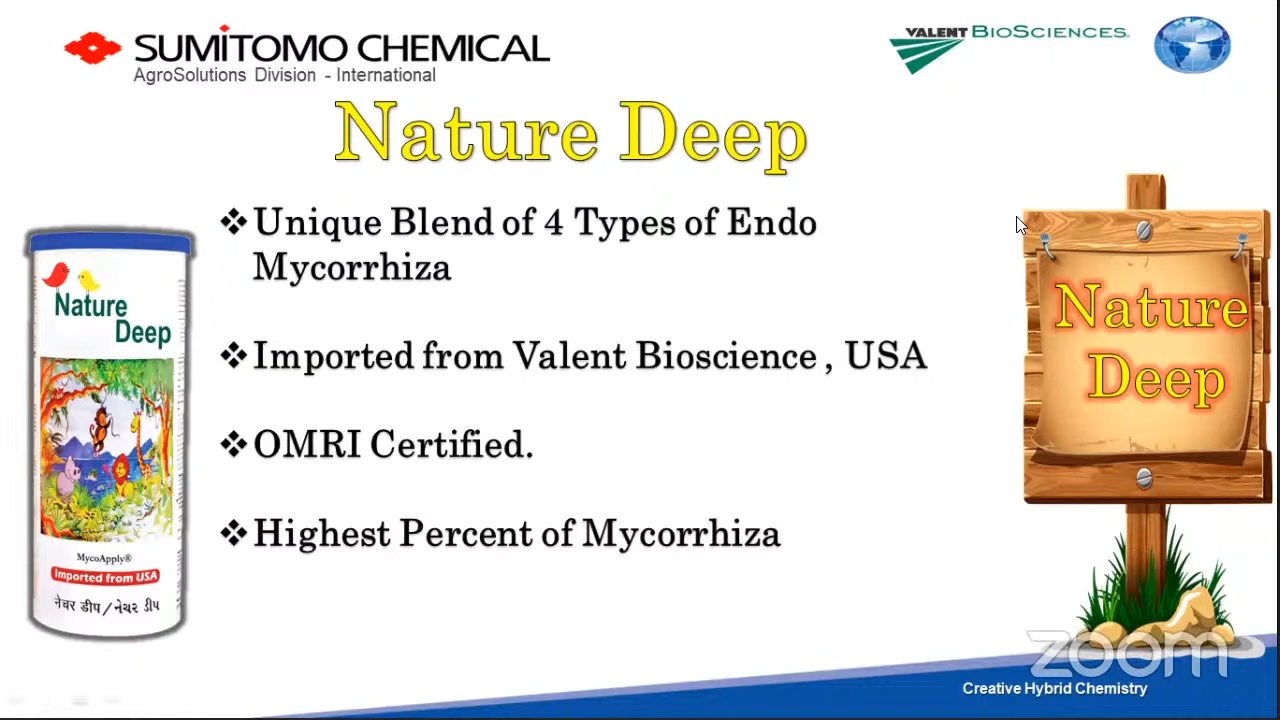 SUMITOMO CHEMICAL
AgroSolutions Division - International
VALENT BIOSCIENCES.
Nature Deep
❖Unique Blend of 4 Types of Endo
Mycorrhiza
❖Imported from Valent Bioscience , USA
❖OMRI Certified.
❖Highest Percent of Mycorrhiza
Nature
Deep
MycoApply®
Imported from USA
नेचर डीप / નેચર ડીપ
Nature
Deep
zoom
Creative Hybrid Chemistry